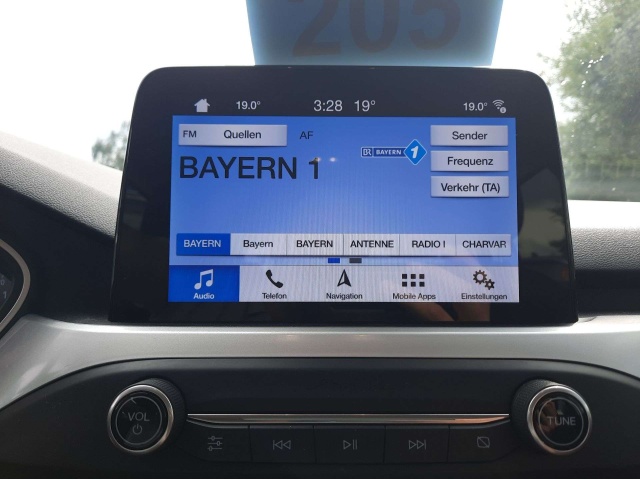 205
19.0° 3:28 19° 19.0°
FM Quellen AF Sender
BR BAYERN 1
BAYERN 1
Frequenz
Verkehr (TA)
BAYERN Bayern BAYERN ANTENNE RADIO I CHARVAR
Audio Telefon Navigation Mobile Apps Einstellungen
VOL TUNE